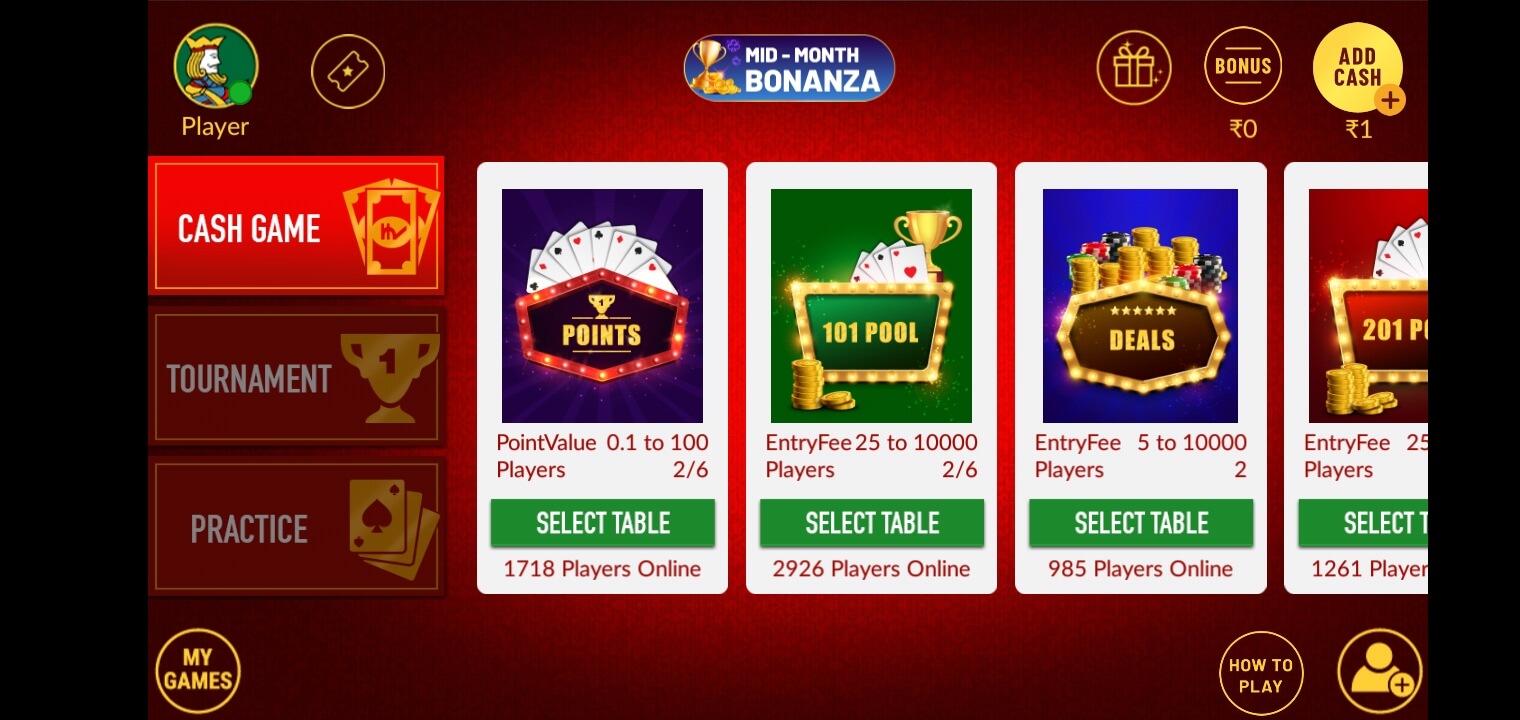 Player
MID - MONTH
BONANZA
BONUS
₹0
ADD
CASH
₹1
CASH GAME
TOURNAMENT
1
PRACTICE
1
POINTS
PointValue 0.1 to 100
Players 2/6
SELECT TABLE
1718 Players Online
101 POOL
EntryFee 25 to 10000
Players 2/6
SELECT TABLE
2926 Players Online
DEALS
EntryFee 5 to 10000
Players 2
SELECT TABLE
985 Players Online
201 PO
EntryFee 25
Players
SELECT T
1261 Player
MY
GAMES
HOW TO
PLAY